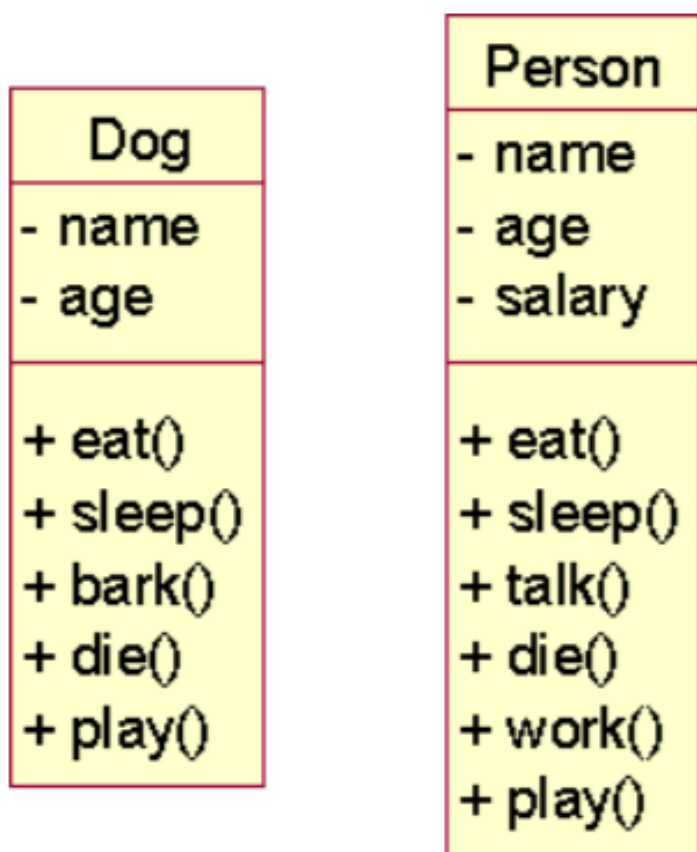 Dog
- name
- age
+ eat()
+ sleep()
+ bark()
+ die()
+ play()
Person
- name
- age
- salary
+ eat()
+ sleep()
+ talk()
+ die()
+ work()
+ play()